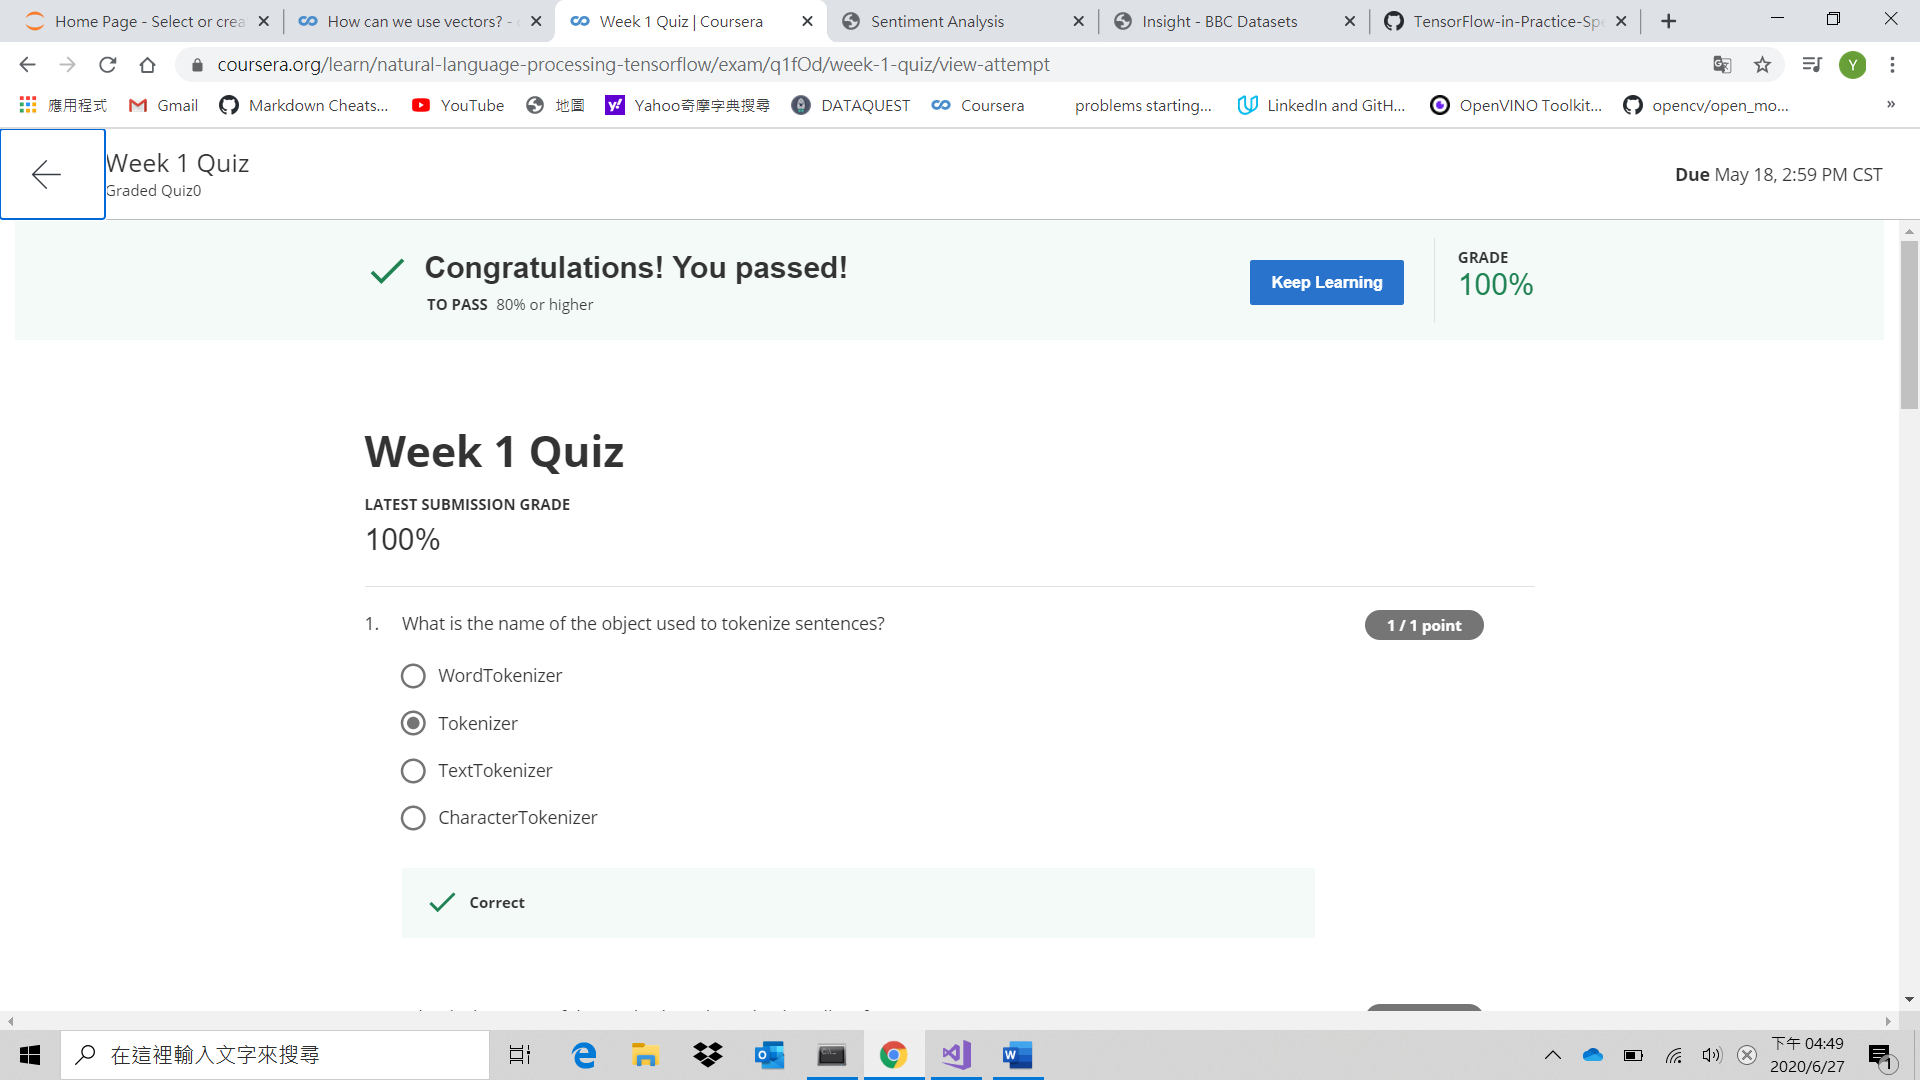 Home Page - Select or crea
How can we use vectors? -
Week 1 Quiz | Coursera
Sentiment Analysis
Insight - BBC Datasets
TensorFlow-in-Practice-Spe
coursera.org/learn/natural-language-processing-tensorflow/exam/q1fOd/week-1-quiz/view-attempt
Y
應用程式
Gmail
Markdown Cheats...
YouTube
地圖
Yahoo奇摩字典搜尋
DATAQUEST
Coursera
problems starting...
LinkedIn and GitH...
OpenVINO Toolkit...
opencv/open_mo...
»
Week 1 Quiz
Graded Quiz0
Due May 18, 2:59 PM CST
Congratulations! You passed!
TO PASS 80% or higher
Keep Learning
GRADE
100%
Week 1 Quiz
LATEST SUBMISSION GRADE
100%
1. What is the name of the object used to tokenize sentences?
1 / 1 point
WordTokenizer
Tokenizer
TextTokenizer
CharacterTokenizer
Correct
在這裡輸入文字來搜尋
下午 04:49
2020/6/27
1